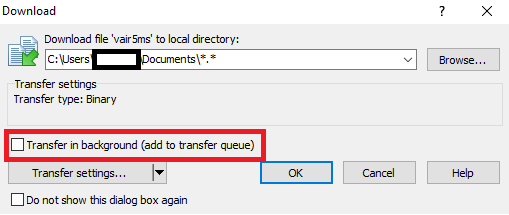 Download
Download file 'vair5ms' to local directory:
C:\Users\ \Documents\*.*
Browse...
Transfer settings
Transfer type: Binary
Transfer in background (add to transfer queue)
Transfer settings...
OK
Cancel
Help
Do not show this dialog box again